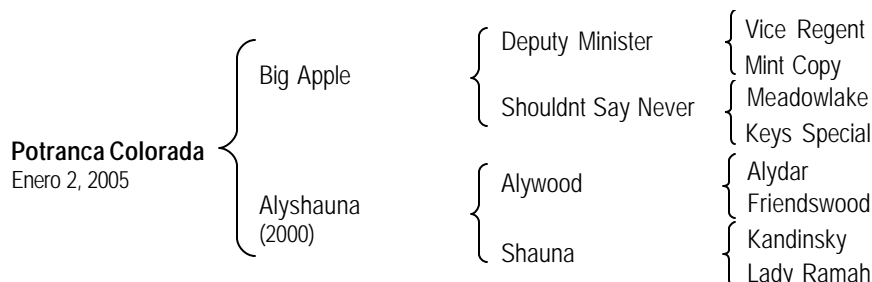 Vice Regent
Deputy Minister
Mint Copy
Big Apple
Meadowlake
Shouldnt Say Never
Keys Special
Potranca Colorada
Enero 2, 2005
Alydar
Alywood
Friendswood
Alyshauna
(2000)
Kandinsky
Shauna
Lady Ramah